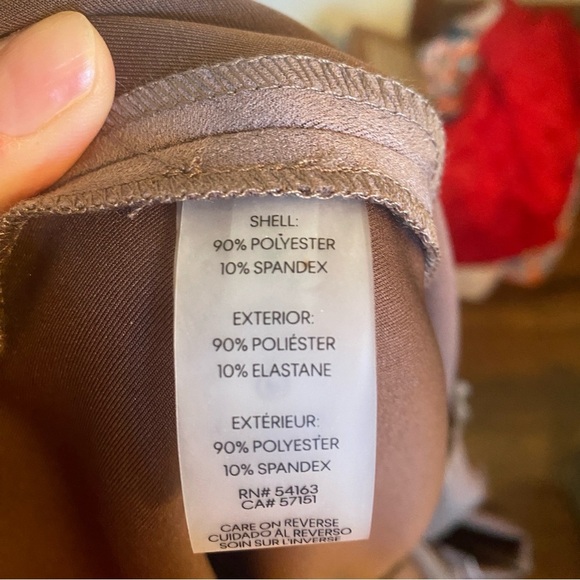 SHELL:
90% POLYESTER
10% SPANDEX
EXTERIOR:
90% POLIÉSTER
10% ELASTANE
EXTÉRIEUR:
90% POLYESTER
10% SPANDEX
RN# 54163
CA# 57151
CARE ON REVERSE
CUIDADO AL REVERSO
SOIN SUR L'INVERSE